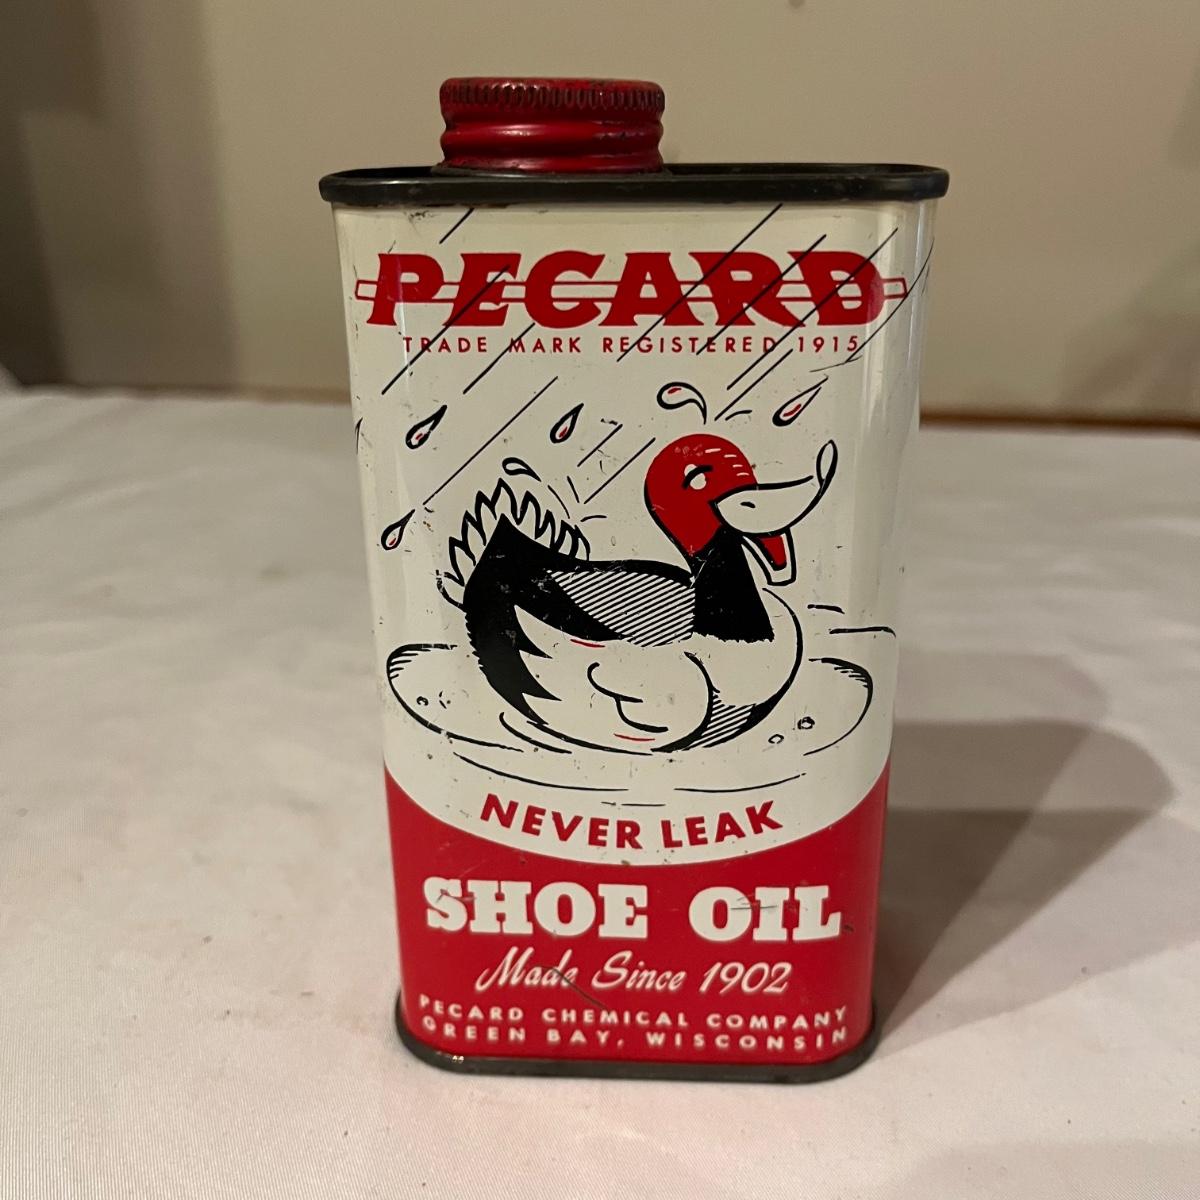 PECARD
TRADE MARK REGISTERED 1915
NEVER LEAK
SHOE OIL
Made Since 1902
PECARD CHEMICAL COMPANY
GREEN BAY, WISCONSIN